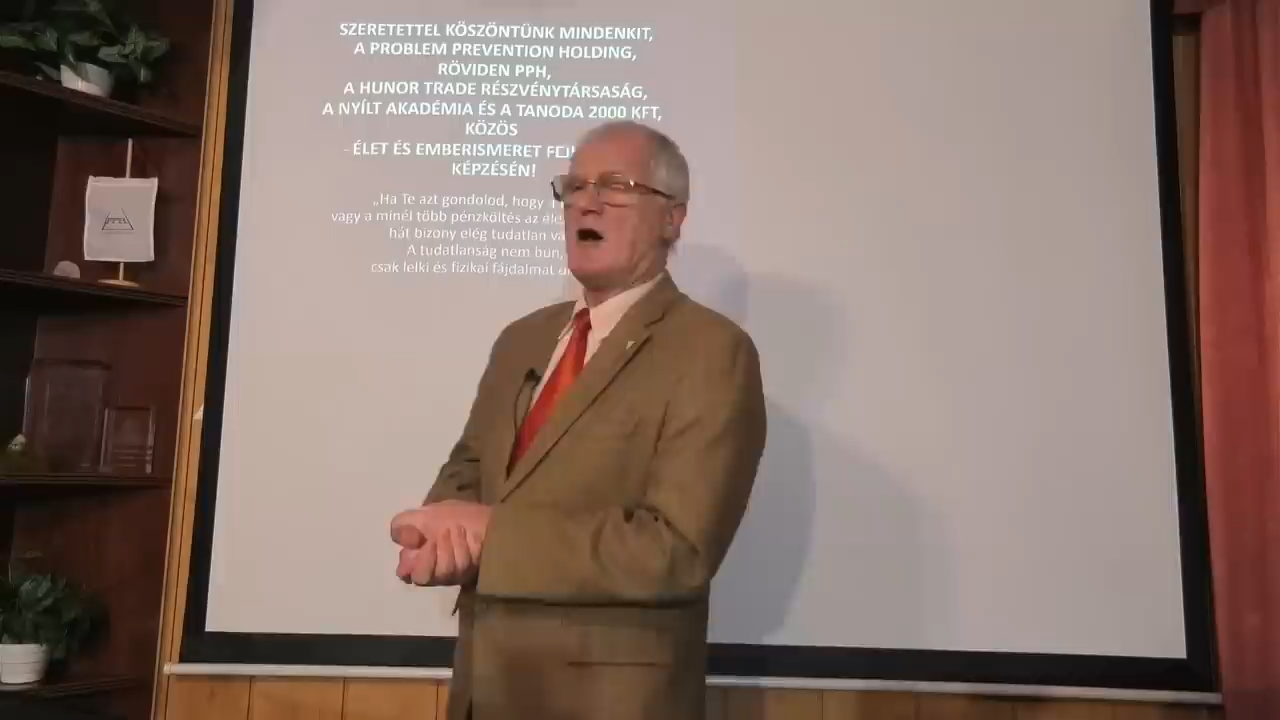 SZERETETTEL KÖSZÖNTÜNK MINDENKIT,
A PROBLEM PREVENTION HOLDING,
RÖVIDEN PPH,
A HUNOR TRADE RÉSZVÉNYTÁRSASÁG,
A NYÍLT AKADÉMIA ÉS A TANODA 2000 KFT,
KÖZÖS
- ÉLET ÉS EMBERISMERET
KÉPZÉSÉN!
„Ha Te azt gondolod, hogy
vagy a minél több pénzköltés az
hát bizony elég tudatlan
A tudatlanság nem bűn,
csak lelki és fizikai fájdalmat